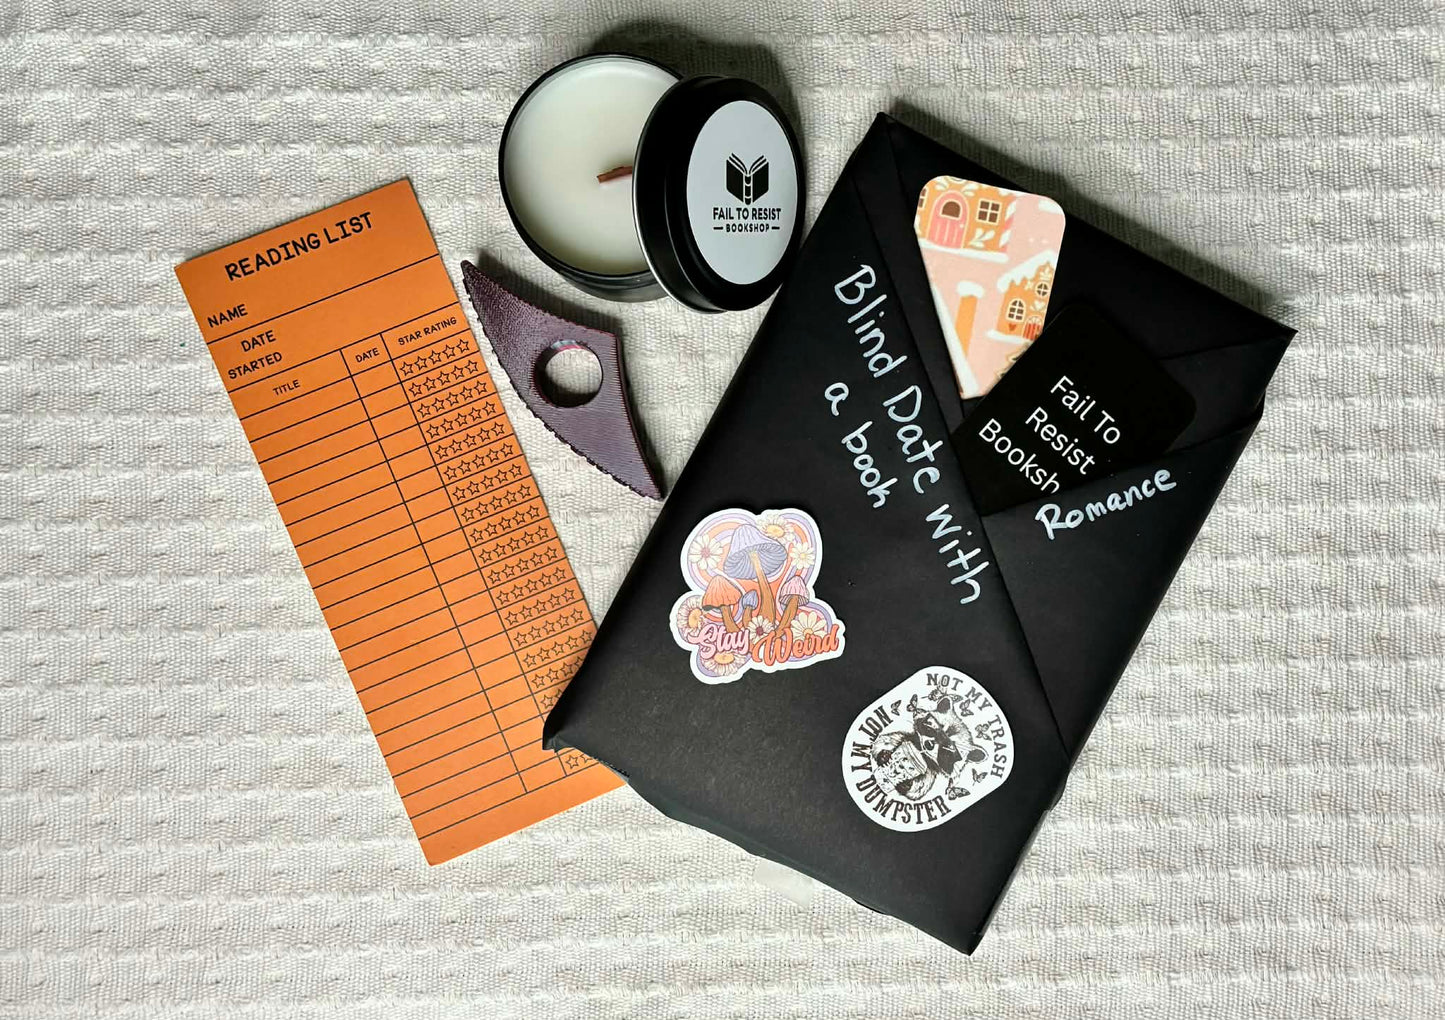 READING LIST
NAME
DATE
STARTED
TITLE
DATE
STAR RATING
FAIL TO RESIST
BOOKSHOP
Blind Date with
a book
Fail To
Resist
Booksh
Romance
Stay Weird
NOT MY TRASH
NOT MY DUMPSTER